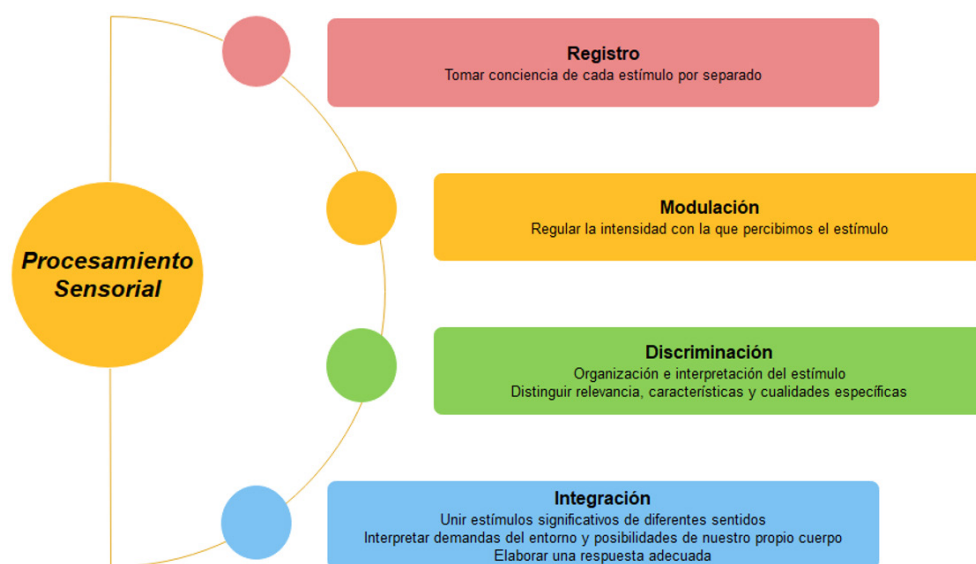 Procesamiento
Sensorial
Registro
Tomar conciencia de cada estímulo por separado
Modulación
Regular la intensidad con la que percibimos el estímulo
Discriminación
Organización e interpretación del estímulo
Distinguir relevancia, características y cualidades específicas
Integración
Unir estímulos significativos de diferentes sentidos
Interpretar demandas del entorno y posibilidades de nuestro propio cuerpo
Elaborar una respuesta adecuada